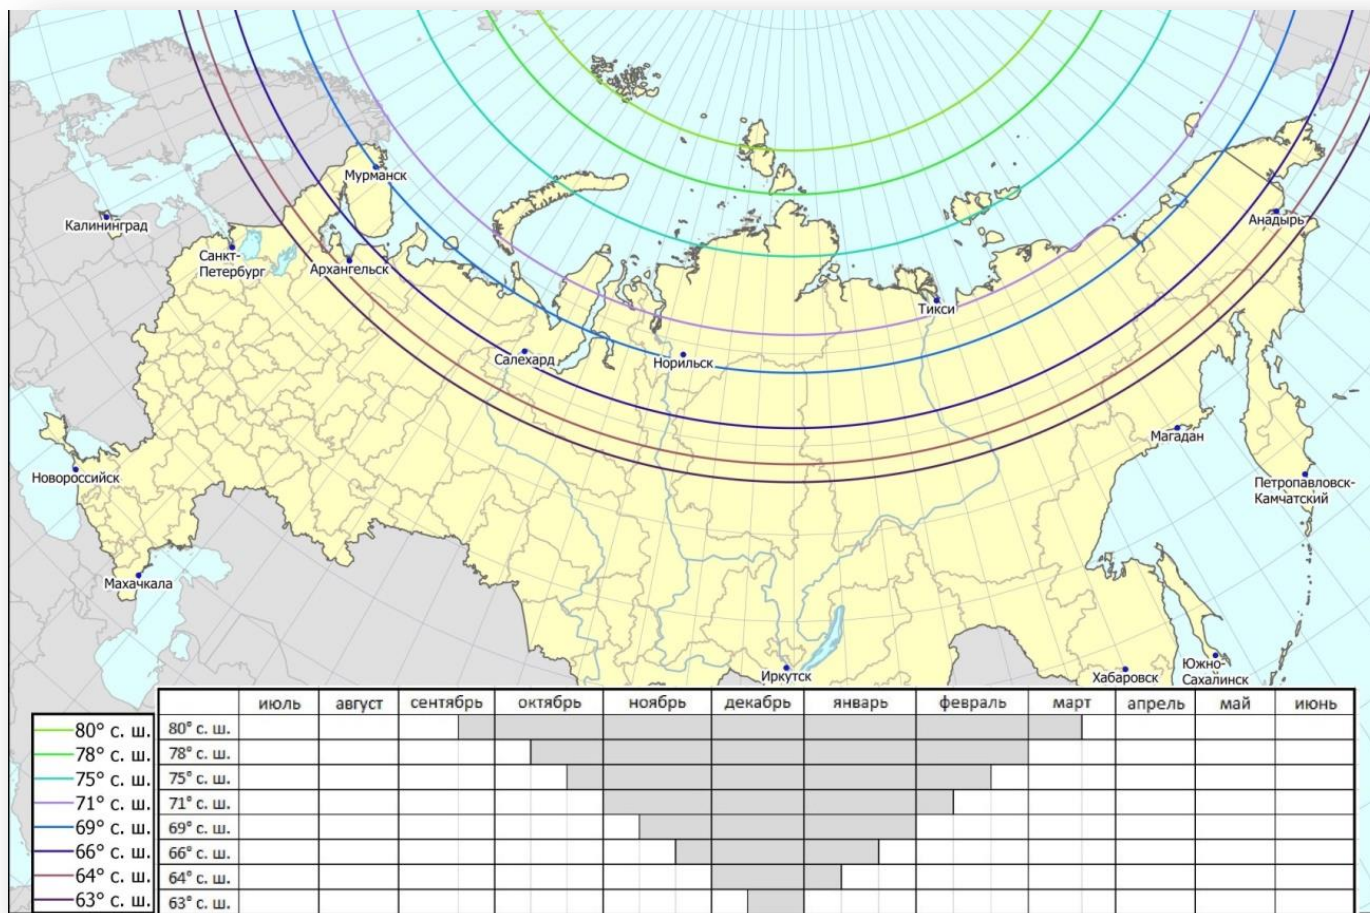 Мурманск
Калининград
Санкт-
Петербург
Архангельск
Анадырь
Тикси
Салехард
Норильск
Магадан
Новороссийск
Петропавловск-
Камчатский
Махачкала
Иркутск
Хабаровск
Южно-
Сахалинск
июль август сентябрь октябрь ноябрь декабрь январь февраль март апрель май июнь
80° с. ш. 80° с. ш.
78° с. ш. 78° с. ш.
75° с. ш. 75° с. ш.
71° с. ш. 71° с. ш.
69° с. ш. 69° с. ш.
66° с. ш. 66° с. ш.
64° с. ш. 64° с. ш.
63° с. ш. 63° с. ш.